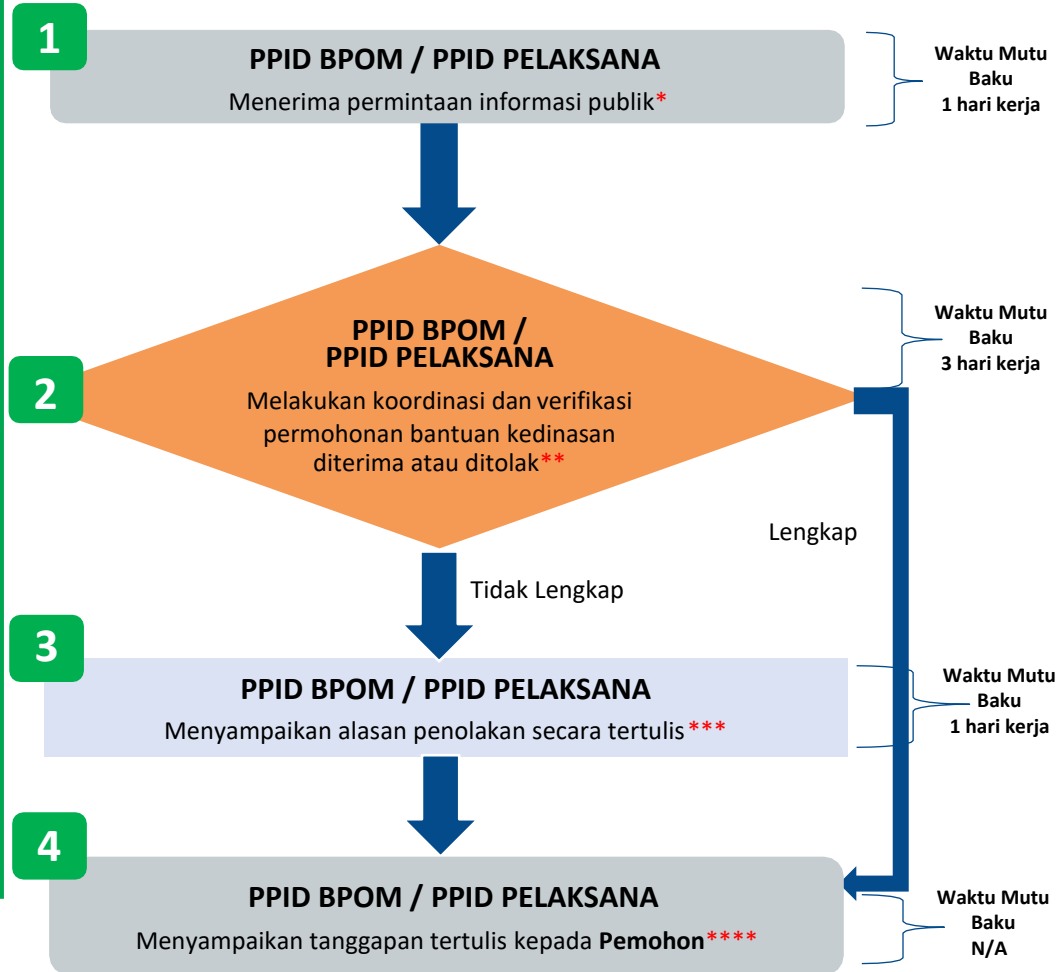 1
PPID BPOM / PPID PELAKSANA
Menerima permintaan informasi publik*
Waktu Mutu
Baku
1 hari kerja
2
PPID BPOM /
PPID PELAKSANA
Melakukan koordinasi dan verifikasi
permohonan bantuan kedinasan
diterima atau ditolak**
Waktu Mutu
Baku
3 hari kerja
Lengkap
Tidak Lengkap
3
PPID BPOM / PPID PELAKSANA
Menyampaikan alasan penolakan secara tertulis***
Waktu Mutu
Baku
1 hari kerja
4
PPID BPOM / PPID PELAKSANA
Menyampaikan tanggapan tertulis kepada Pemohon****
Waktu Mutu
Baku
N/A